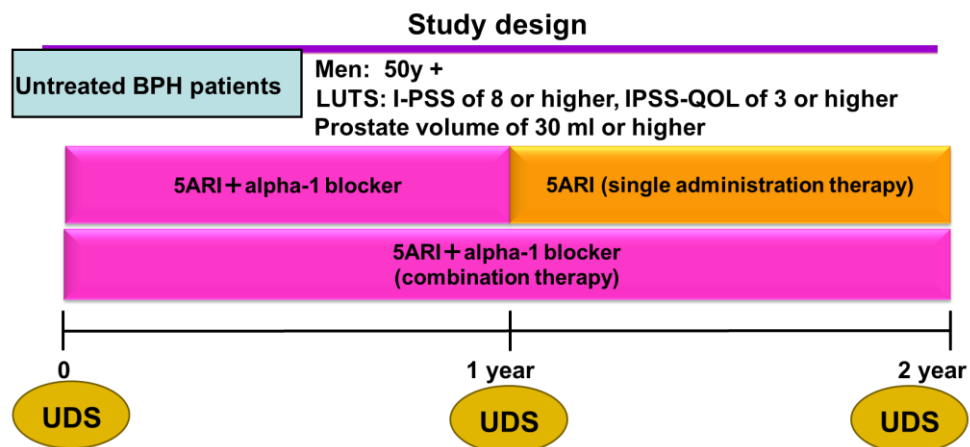 Study design
Untreated BPH patients
Men: 50y +
LUTS: I-PSS of 8 or higher, IPSS-QOL of 3 or higher
Prostate volume of 30 ml or higher
5ARI＋alpha-1 blocker
5ARI (single administration therapy)
5ARI＋alpha-1 blocker
(combination therapy)
0
1 year
2 year
UDS
UDS
UDS